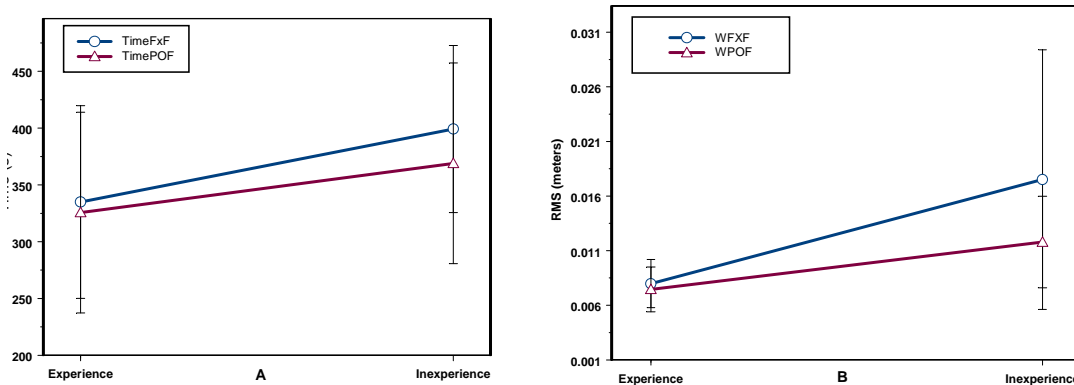 TimeFxF
TimePOF
450
400
350
300
250
200
Experience
A
Inexperience
WFXF
WPOF
0.031
0.026
0.021
0.016
0.011
0.006
0.001
RMS (meters)
Experience
B
Inexperience